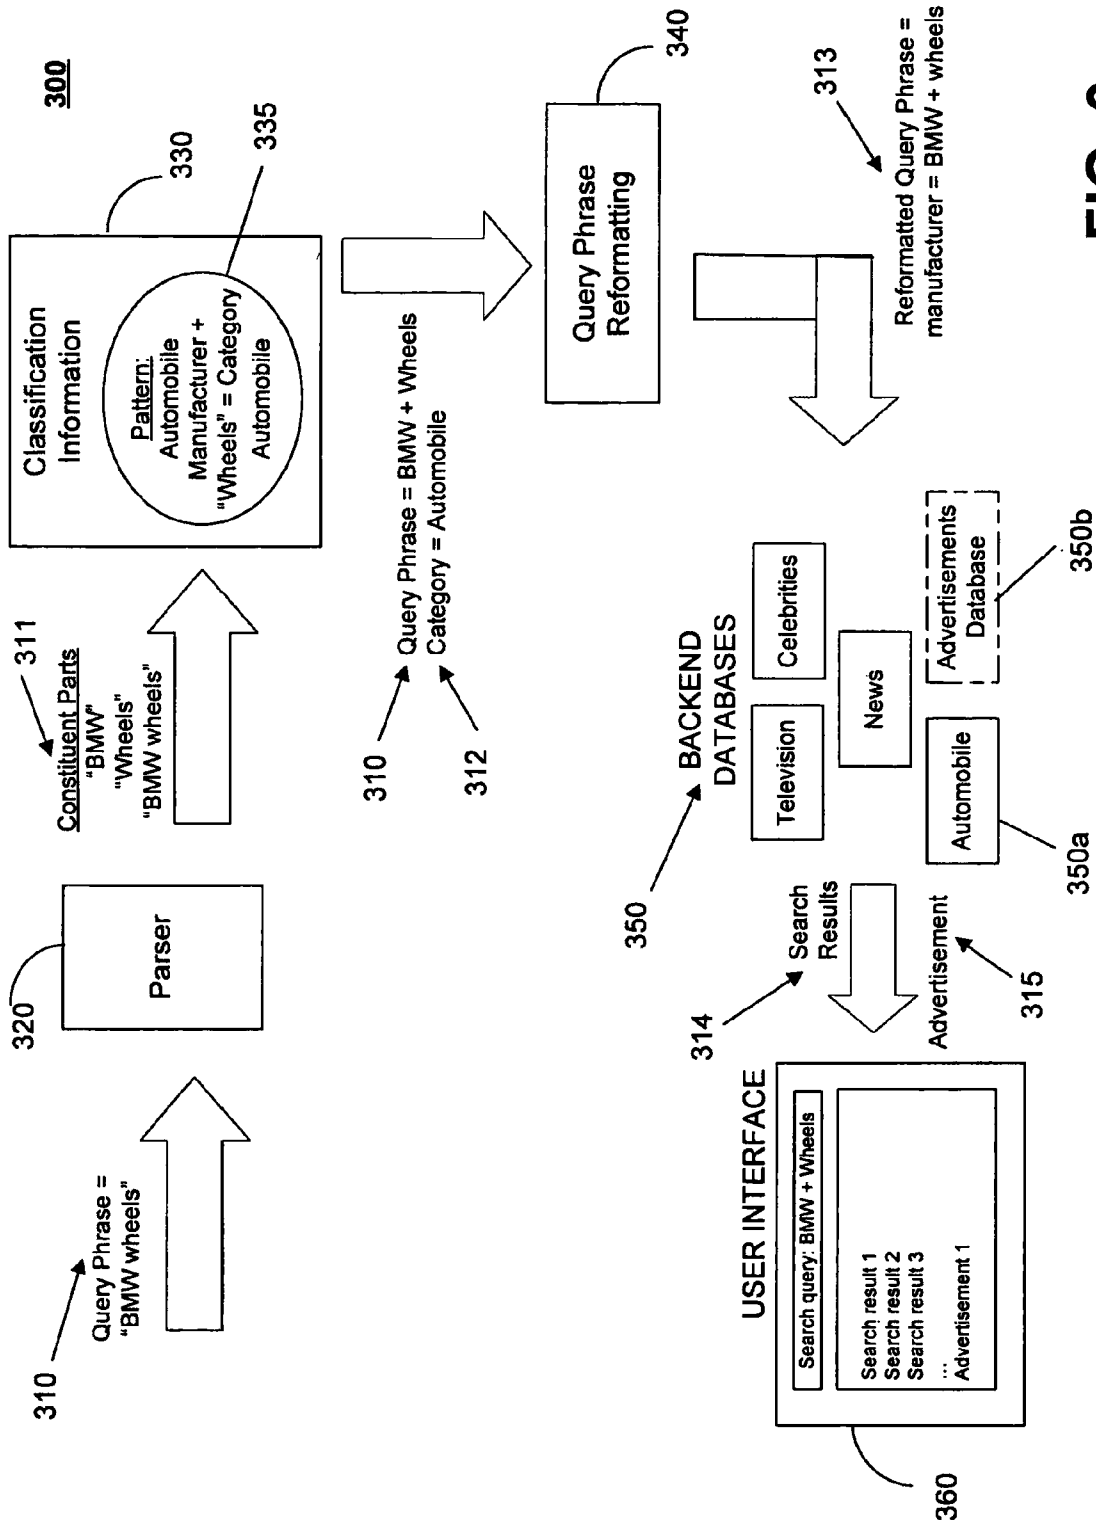 300
310
Query Phrase =
"BMW wheels"
320
Parser
311
Constituent Parts
"BMW"
"Wheels"
"BMW wheels"
Classification
Information
Pattern:
Automobile
Manufacturer +
"Wheels" = Category
Automobile
330
335
310
Query Phrase = BMW + Wheels
312
Category = Automobile
Query Phrase
Reformatting
340
313
Reformatted Query Phrase =
manufacturer = BMW + wheels
350
BACKEND
DATABASES
Television
Celebrities
News
Automobile
Advertisements
Database
350a
350b
314
Search
Results
Advertisement
315
USER INTERFACE
Search query: BMW + Wheels
Search result 1
Search result 2
Search result 3
...
Advertisement 1
360